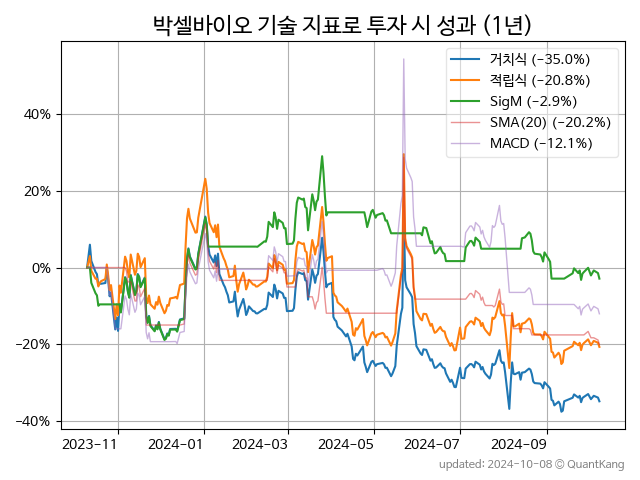 박셀바이오 기술 지표로 투자 시 성과 (1년)
거치식 (−35.0%)
적립식 (−20.8%)
SigM (−2.9%)
SMA(20) (−20.2%)
MACD (−12.1%)
40%
20%
0%
−20%
−40%
2023−11
2024−01
2024−03
2024−05
2024−07
2024−09
updated: 2024-10-08 © QuantKang